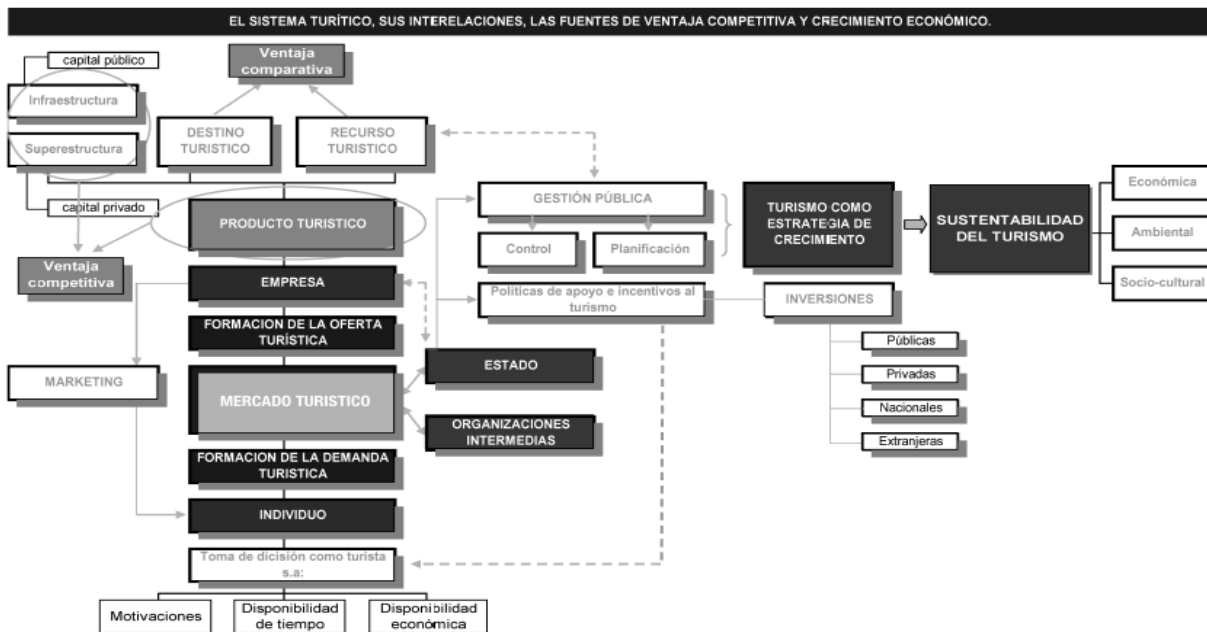 EL SISTEMA TURÍTICO, SUS INTERELACIONES, LAS FUENTES DE VENTAJA COMPETITIVA Y CRECIMIENTO ECONÓMICO.
capital público
Infraestructura
Superestructura
capital privado
Ventaja
competitiva
Ventaja
comparativa
DESTINO
TURISTICO
RECURSO
TURISTICO
PRODUCTO TURISTICO
EMPRESA
FORMACION DE LA OFERTA
TURÍSTICA
MARKETING
MERCADO TURISTICO
ESTADO
ORGANIZACIONES
INTERMEDIAS
FORMACION DE LA DEMANDA
TURISTICA
INDIVIDUO
Toma de dicisión como turista
s.a:
Motivaciones
Disponibilidad
de tiempo
Disponibilidad
económica
GESTIÓN PÚBLICA
Control
Planificación
Políticas de apoyo e incentivos al
turismo
TURISMO COMO
ESTRATEGIA DE
CRECIMIENTO
INVERSIONES
Públicas
Privadas
Nacionales
Extranjeras
SUSTENTABILIDAD
DEL TURISMO
Económica
Ambiental
Socio-cultural